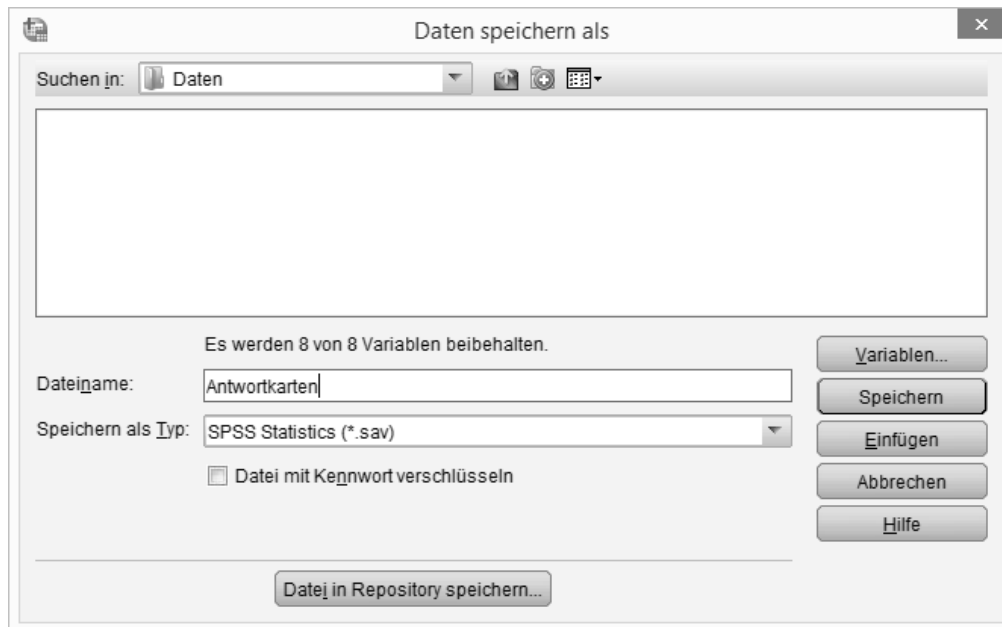 Daten speichern als
Suchen in: Daten
Es werden 8 von 8 Variablen beibehalten.
Variablen...
Dateiname: Antwortkarten
Speichern
Speichern als Typ: SPSS Statistics (*.sav)
Einfügen
Datei mit Kennwort verschlüsseln
Abbrechen
Hilfe
Datei in Repository speichern...